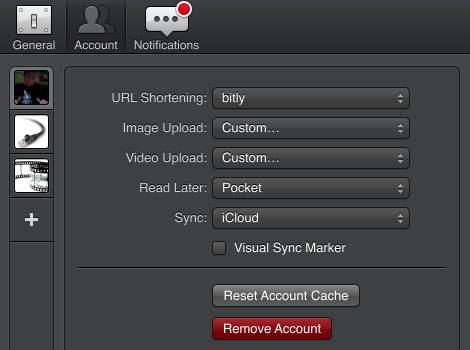 General Account Notifications
URL Shortening: bitly
Image Upload: Custom...
Video Upload: Custom...
Read Later: Pocket
Sync: iCloud
Visual Sync Marker
Reset Account Cache
Remove Account